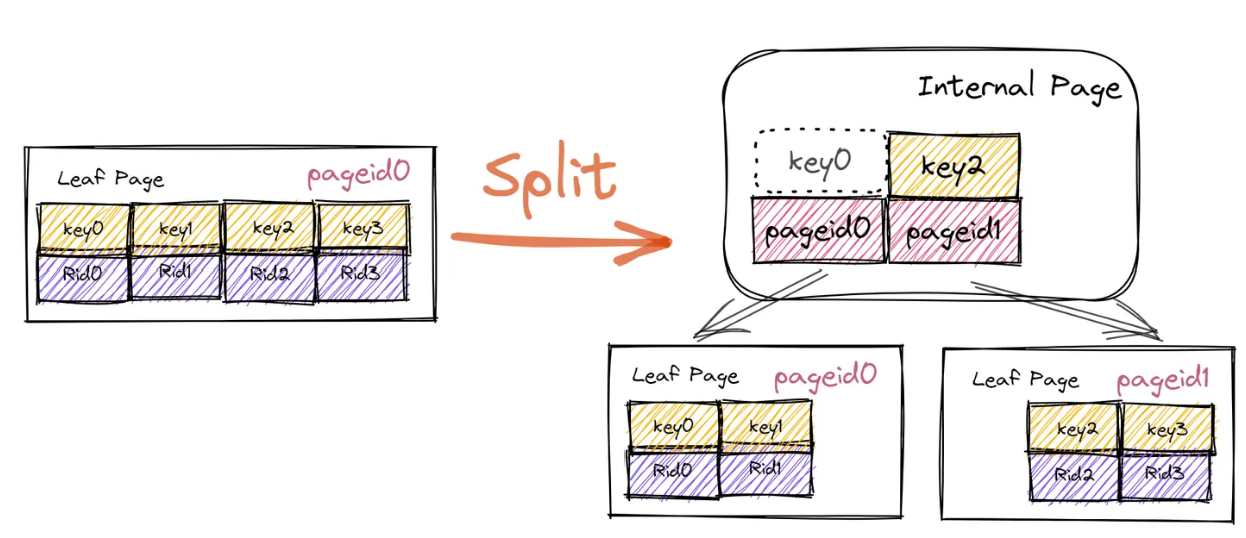 Leaf Page pageid0
key0 key1 key2 key3
Rid0 Rid1 Rid2 Rid3
Split
Internal Page
key0 key2
pageid0 pageid1
Leaf Page pageid0
key0 key1
Rid0 Rid1
Leaf Page pageid1
key2 key3
Rid2 Rid3